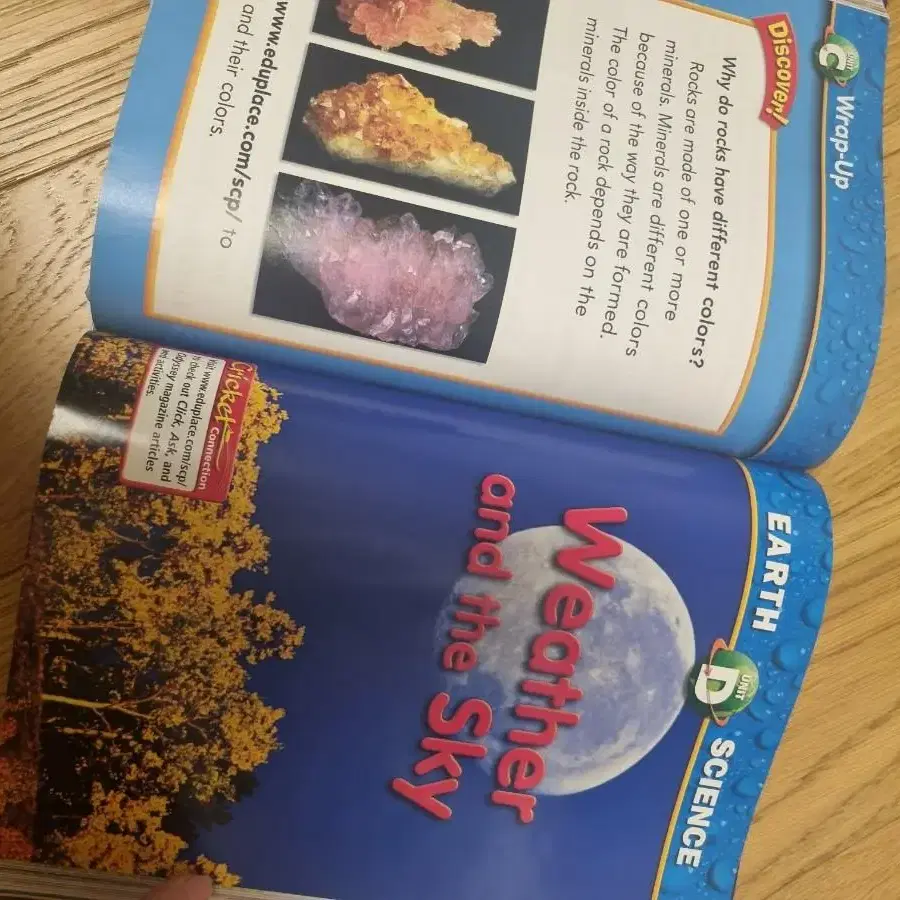 UNIT
C
Wrap-Up
Discover!
Why do rocks have different colors?
Rocks are made of one or more
minerals. Minerals are different colors
because of the way they are formed.
The color of a rock depends on the
minerals inside the rock.
www.eduplace.com/scp/ to
and their colors.
EARTH
UNIT
D
SCIENCE
Weather
and the Sky
Cricket
Connection
Visit www.eduplace.com/scp/
to check out Click, Ask, and
Odyssey magazine articles
and activities.